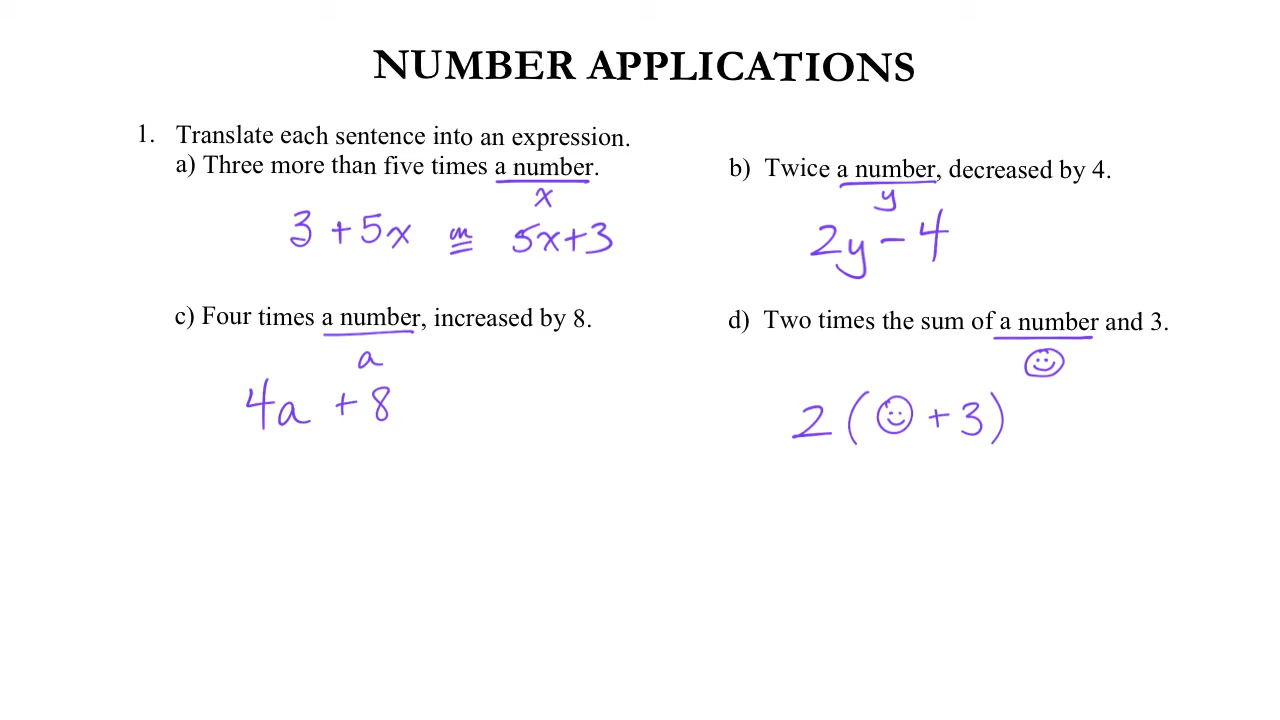 NUMBER APPLICATIONS
1. Translate each sentence into an expression.
a) Three more than five times a number.
x
3 + 5x or 5x+3
b) Twice a number, decreased by 4.
y
2y - 4
c) Four times a number, increased by 8.
a
4a + 8
d) Two times the sum of a number and 3.
☺
2 (☺ + 3)